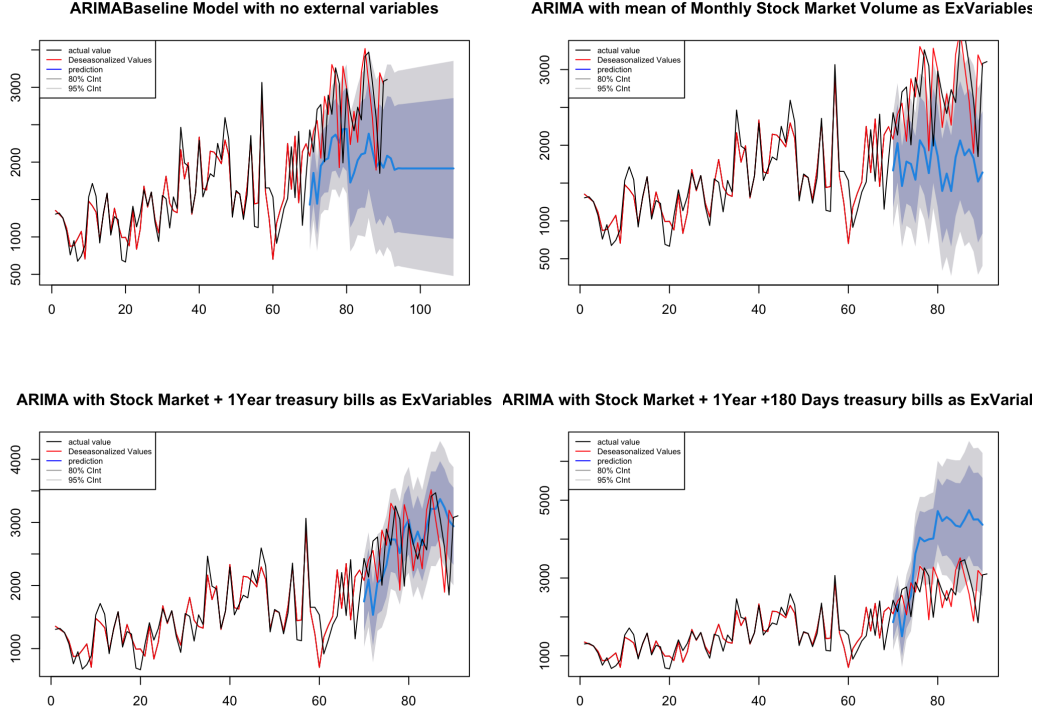 ARIMABaseline Model with no external variables
actual value
Deseasonalized Values
prediction
80% CInt
95% CInt
3000
2000
1000
500
0 20 40 60 80 100
ARIMA with mean of Monthly Stock Market Volume as ExVariables
actual value
Deseasonalized Values
prediction
80% CInt
95% CInt
3000
2000
1000
500
0 20 40 60 80
ARIMA with Stock Market + 1Year treasury bills as ExVariables
actual value
Deseasonalized Values
prediction
80% CInt
95% CInt
4000
3000
2000
1000
0 20 40 60 80
ARIMA with Stock Market + 1Year +180 Days treasury bills as ExVarial
actual value
Deseasonalized Values
prediction
80% CInt
95% CInt
5000
3000
1000
0 20 40 60 80